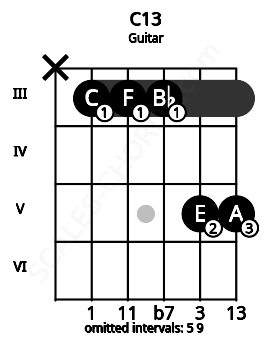 C13
Guitar
III
C F B♭
1 1 1
IV
V
E A
2 3
VI
1 11 b7 3 13
omitted intervals: 5 9